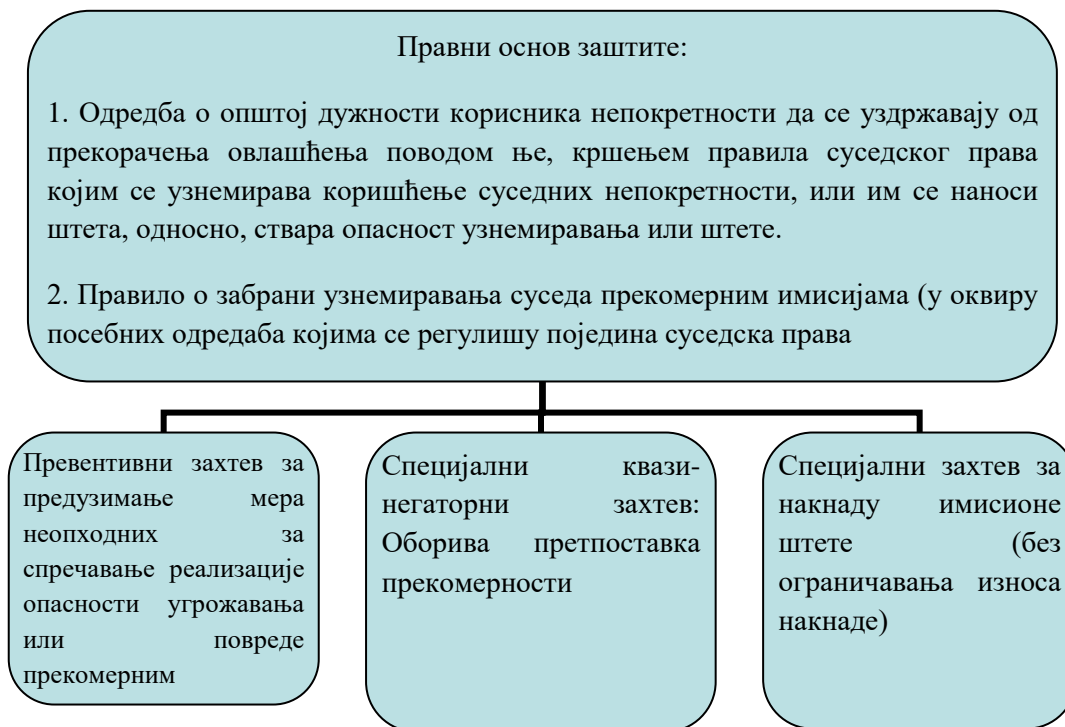 Правни основ заштите:
1. Одредба о општој дужности корисника непокретности да се уздржавају од
прекорачења овлашћења поводом ње, кршењем правила суседског права
којим се узнемирава коришћење суседних непокретности, или им се наноси
штета, односно, ствара опасност узнемиравања или штете.
2. Правило о забрани узнемиравања суседа прекомерним имисијама (у оквиру
посебних одредаба којима се регулишу поједина суседска права
Превентивни захтев за
предузимање мера
неопходних за
спречавање реализације
опасности угрожавања
или повреде
прекомерним
Специјални квази-
негаторни захтев:
Оборива претпоставка
прекомерности
Специјални захтев за
накнаду имисионе
штете (без
ограничавања износа
накнаде)